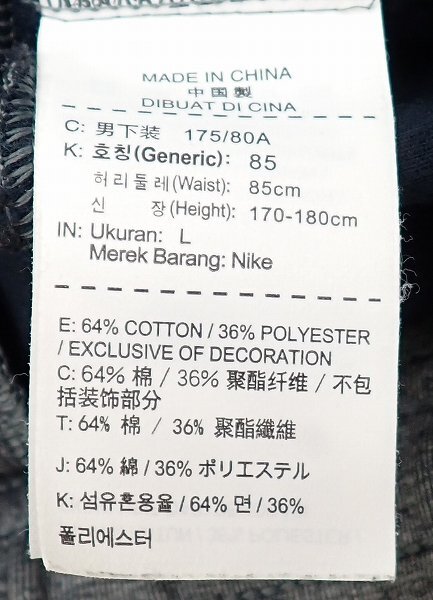 MADE IN CHINA
中国製
DIBUAT DI CINA
C: 男下装 175/80A
K: 호칭(Generic): 85
허리둘레(Waist): 85cm
신 장(Height): 170-180cm
IN: Ukuran: L
Merek Barang: Nike
E: 64% COTTON / 36% POLYESTER
/ EXCLUSIVE OF DECORATION
C: 64% 棉 / 36% 聚酯纤维 / 不包
括装饰部分
T: 64% 棉 / 36% 聚酯纖維
J: 64% 綿 / 36% ポリエステル
K: 섬유혼용율 / 64% 면 / 36%
폴리에스터